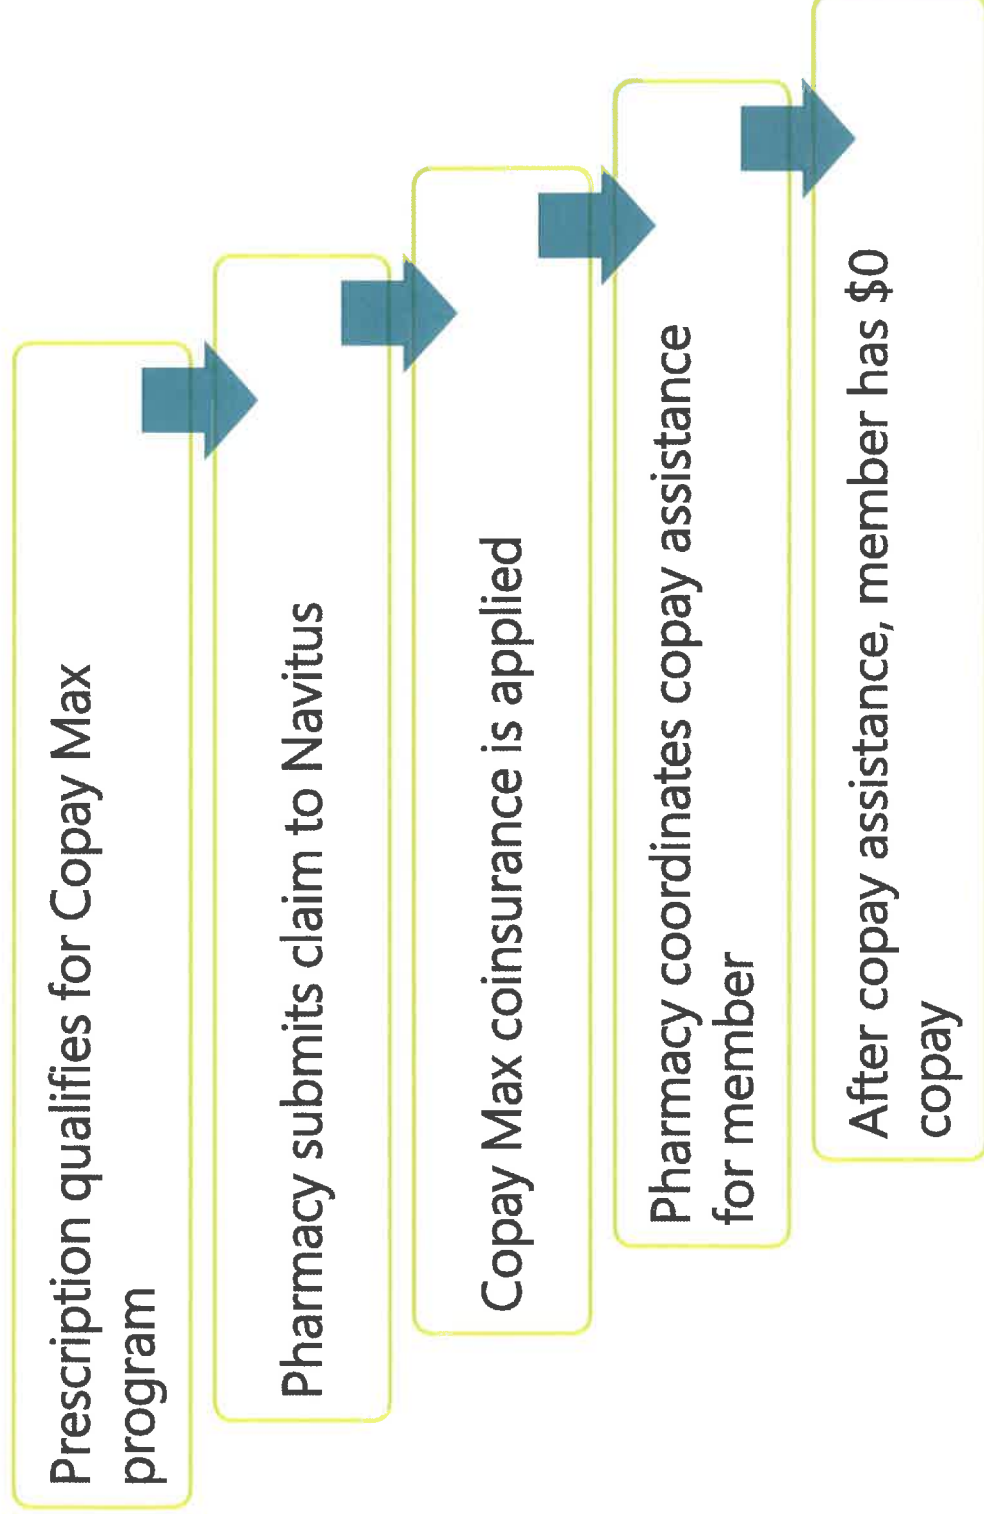 Prescription qualifies for Copay Max
program
Pharmacy submits claim to Navitus
Copay Max coinsurance is applied
Pharmacy coordinates copay assistance
for member
After copay assistance, member has $0
copay